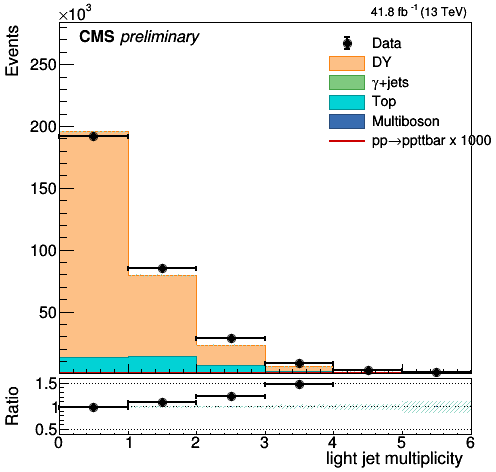 ×10³
41.8 fb⁻¹ (13 TeV)
CMS preliminary
Events
250
200
150
100
50
Data
DY
γ+jets
Top
Multiboson
pp→ppttbar x 1000
Ratio
1.5
1
0.5
0 1 2 3 4 5 6
light jet multiplicity